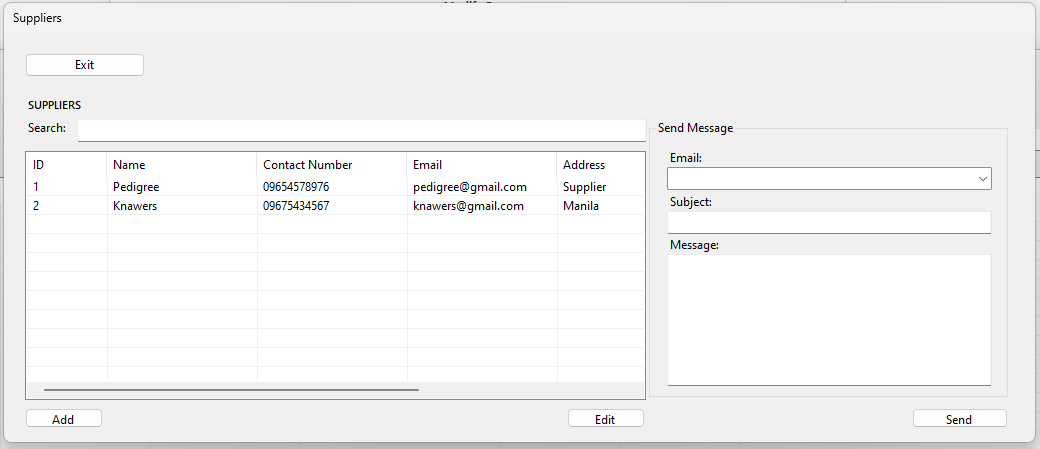 Suppliers
Exit
SUPPLIERS
Search:
ID Name Contact Number Email Address
1 Pedigree 09654578976 pedigree@gmail.com Supplier
2 Knawers 09675434567 knawers@gmail.com Manila
Add
Edit
Send Message
Email:
Subject:
Message:
Send